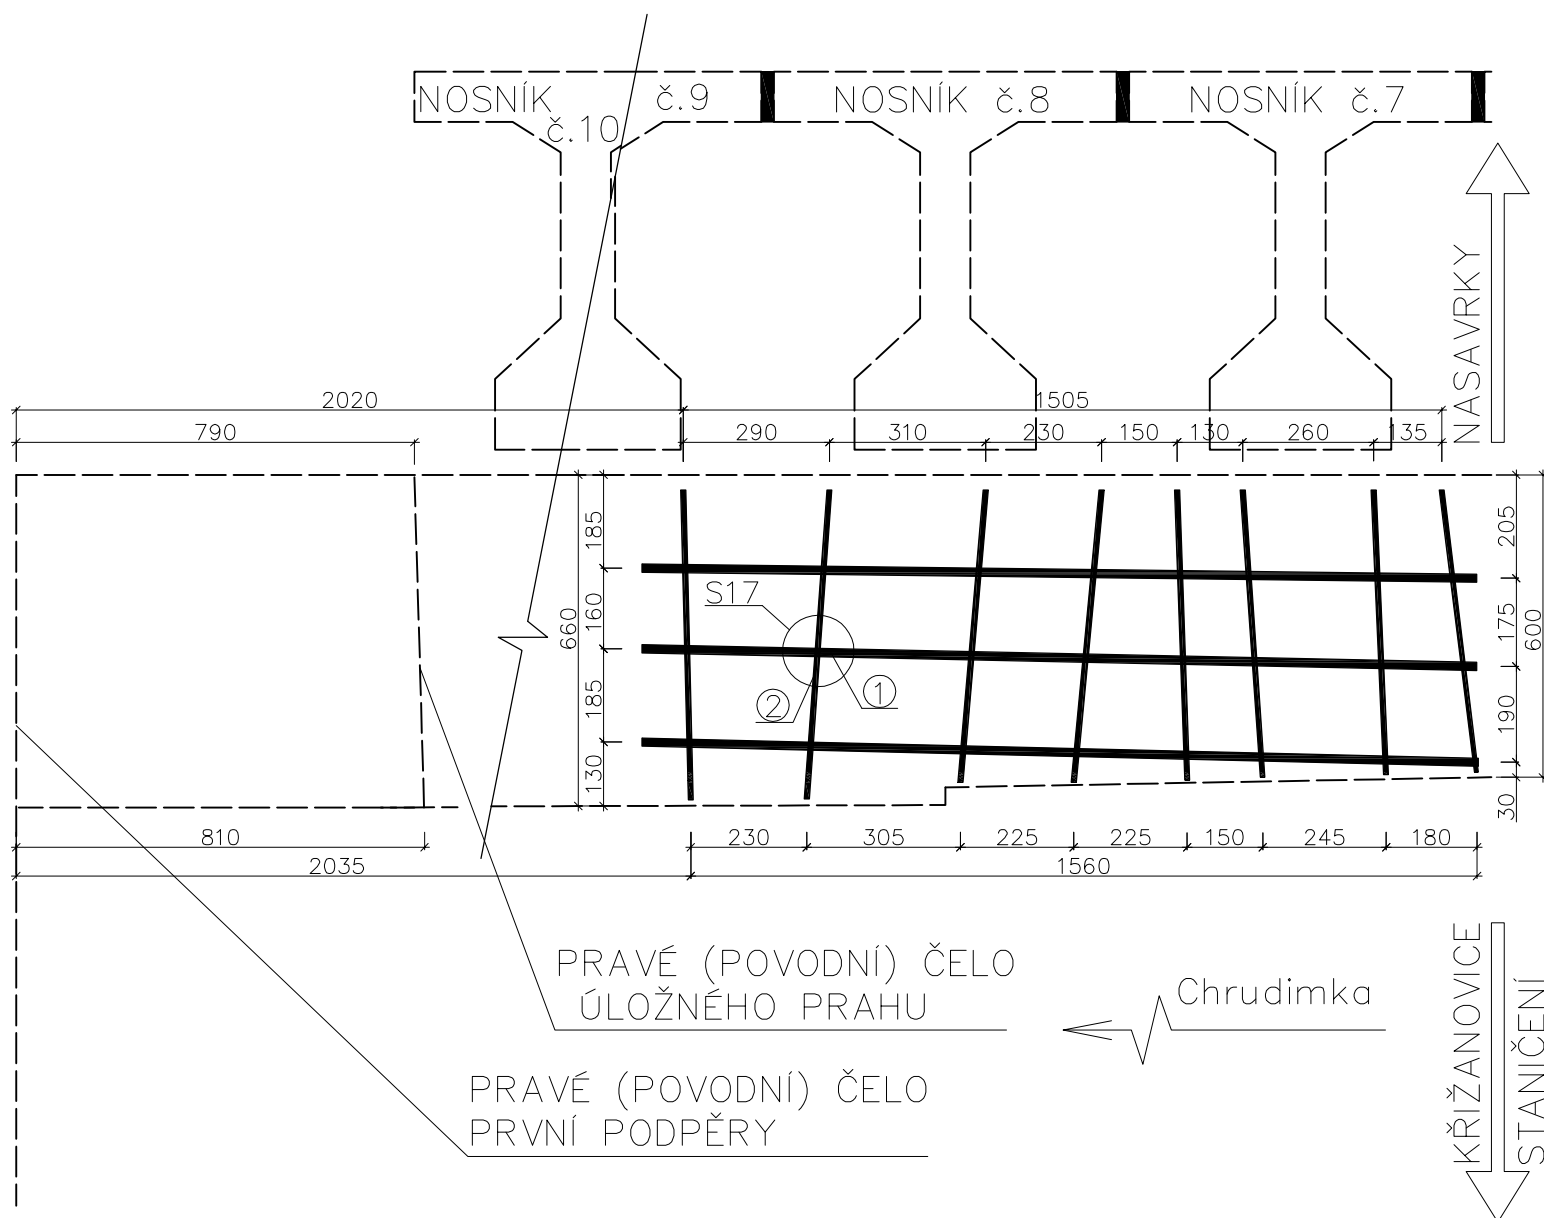 NOSNÍK č.9
č.10
NOSNÍK č.8
NOSNÍK č.7
NASAVRKY
2020
1505
790
290
310
230
150
130
260
135
185
160
185
130
660
S17
②
①
205
175
190
30
600
810
230
305
225
225
150
245
180
2035
1560
PRAVÉ (POVODNÍ) ČELO
ÚLOŽNÉHO PRAHU
Chrudimka
PRAVÉ (POVODNÍ) ČELO
PRVNÍ PODPĚRY
KŘIŽANOVICE
STANIČENÍ